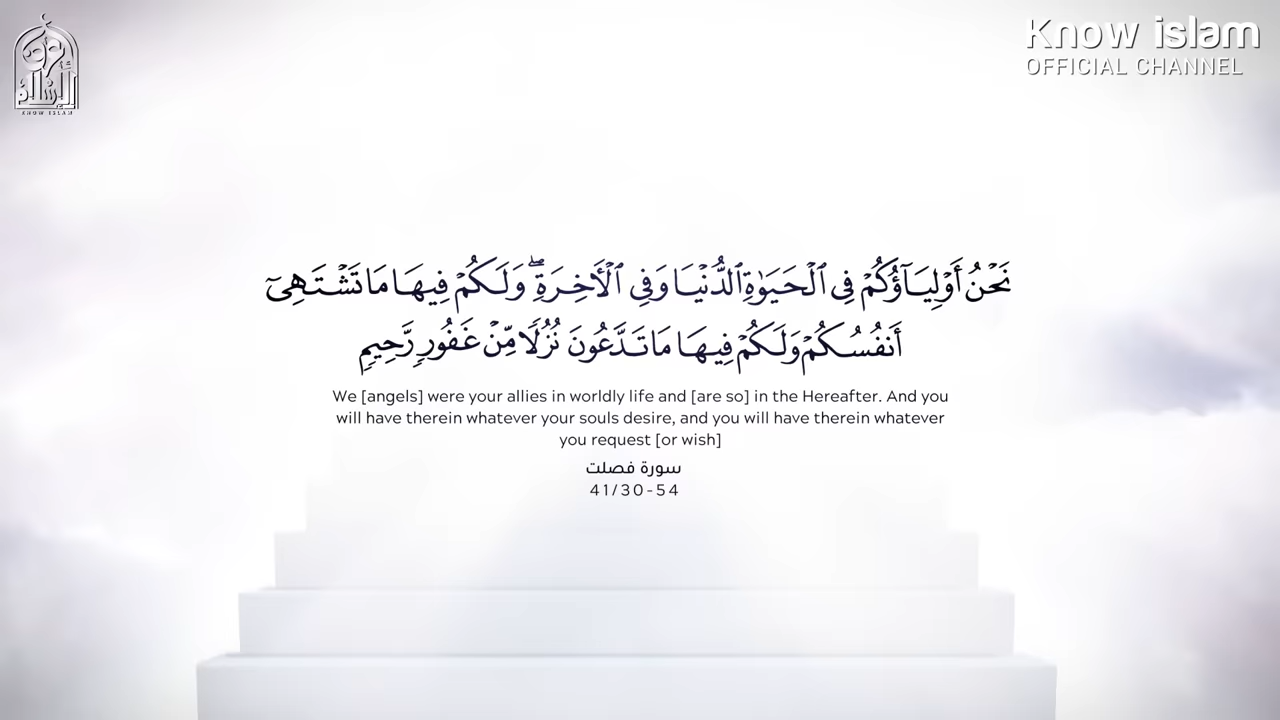 Know islam
OFFICIAL CHANNEL
KNOW ISLAM
نَحْنُ أَوْلِيَآؤُكُمْ فِى ٱلْحَيَوٰةِ ٱلدُّنْيَا وَفِى ٱلْأَخِرَةِ ۖ وَلَكُمْ فِيهَا مَا تَشْتَهِىٓ
أَنفُسُكُمْ وَلَكُمْ فِيهَا مَا تَدَّعُونَ نُزُلًا مِّنْ غَفُورٍ رَّحِيمٍ
We [angels] were your allies in worldly life and [are so] in the Hereafter. And you
will have therein whatever your souls desire, and you will have therein whatever
you request [or wish]
سورة فصلت
41/30-54